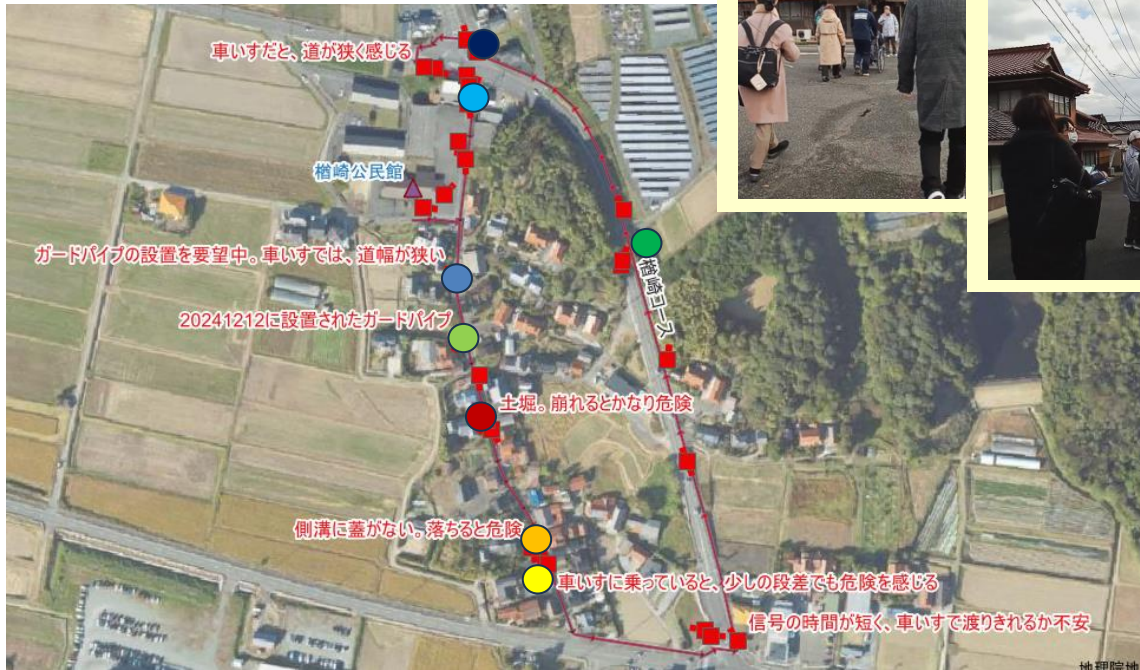 車いすだと、道が狭く感じる
楢崎公民館
ガードパイプの設置を要望中。車いすでは、道幅が狭い
楢崎コース
20241212に設置されたガードパイプ
土堀。崩れるとかなり危険
側溝に蓋がない。落ちると危険
車いすに乗っていると、少しの段差でも危険を感じる
信号の時間が短く、車いすで渡りきれるか不安
地理院地